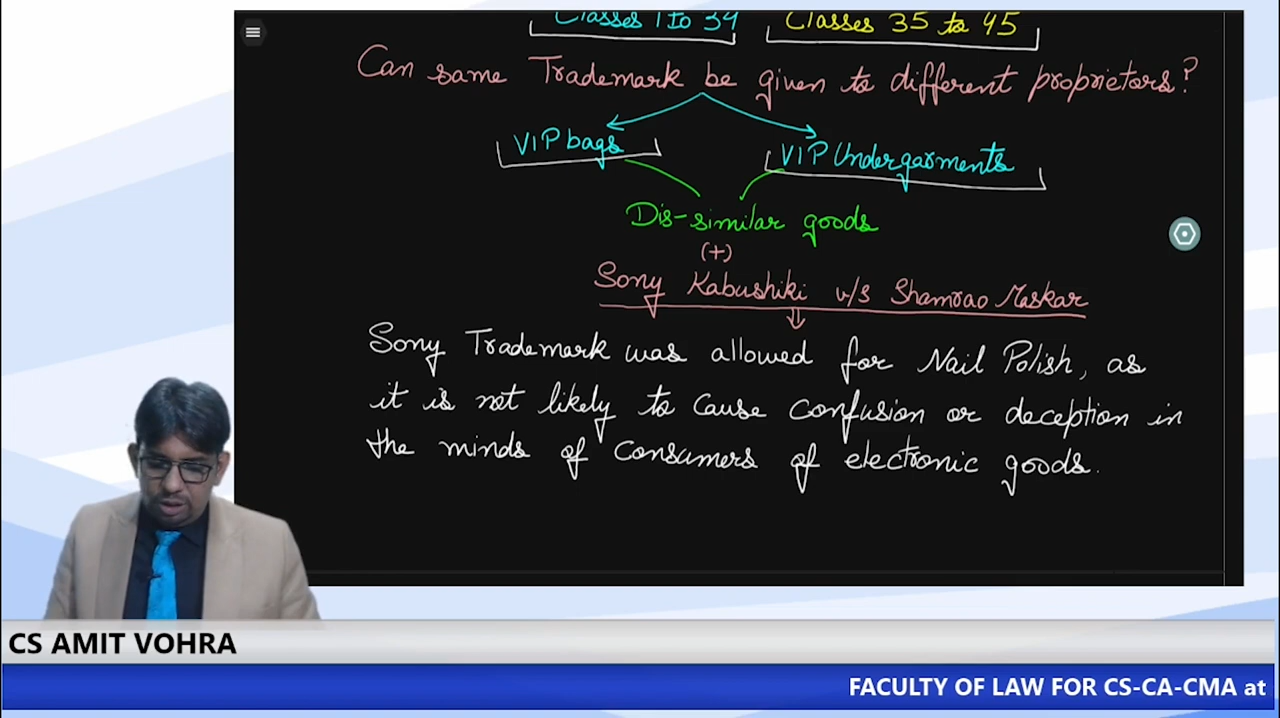 Classes 1 to 34 Classes 35 to 45
Can same Trademark be given to different proprietors?
VIP bags VIP Undergarments
Dis-similar goods
(+)
Sony Kabushiki v/s Shamrao Maskar
Sony Trademark was allowed for Nail Polish, as
it is not likely to cause confusion or deception in
the minds of consumers of electronic goods.
CS AMIT VOHRA
FACULTY OF LAW FOR CS-CA-CMA at